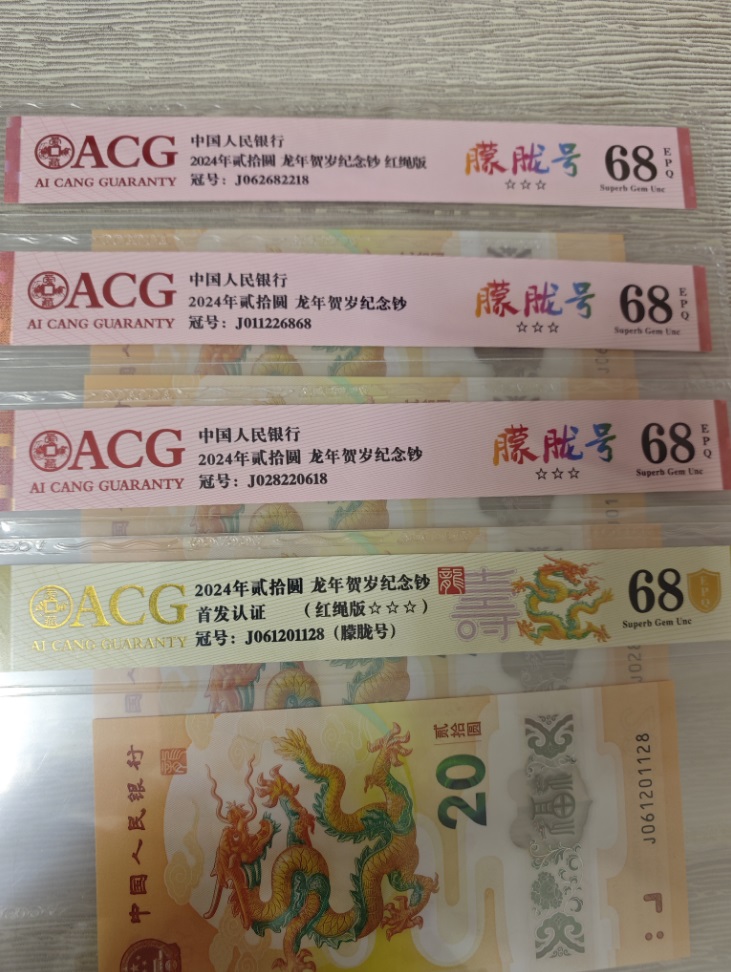 ACG
AI CANG GUARANTY
中国人民银行
2024年贰拾圆 龙年贺岁纪念钞 红绳版
冠号：J062682218
朦胧号
☆☆☆
68
EPQ
Superb Gem Unc
ACG
AI CANG GUARANTY
中国人民银行
2024年贰拾圆 龙年贺岁纪念钞
冠号：J011226868
朦胧号
☆☆☆
68
EPQ
Superb Gem Unc
ACG
AI CANG GUARANTY
中国人民银行
2024年贰拾圆 龙年贺岁纪念钞
冠号：J028220618
朦胧号
☆☆☆
68
EPQ
Superb Gem Unc
ACG
AI CANG GUARANTY
2024年贰拾圆 龙年贺岁纪念钞
首发认证 （红绳版☆☆☆）
冠号：J061201128（朦胧号）
寿
68
EPQ
Superb Gem Unc
中国人民银行
贰拾圆
20
J061201128